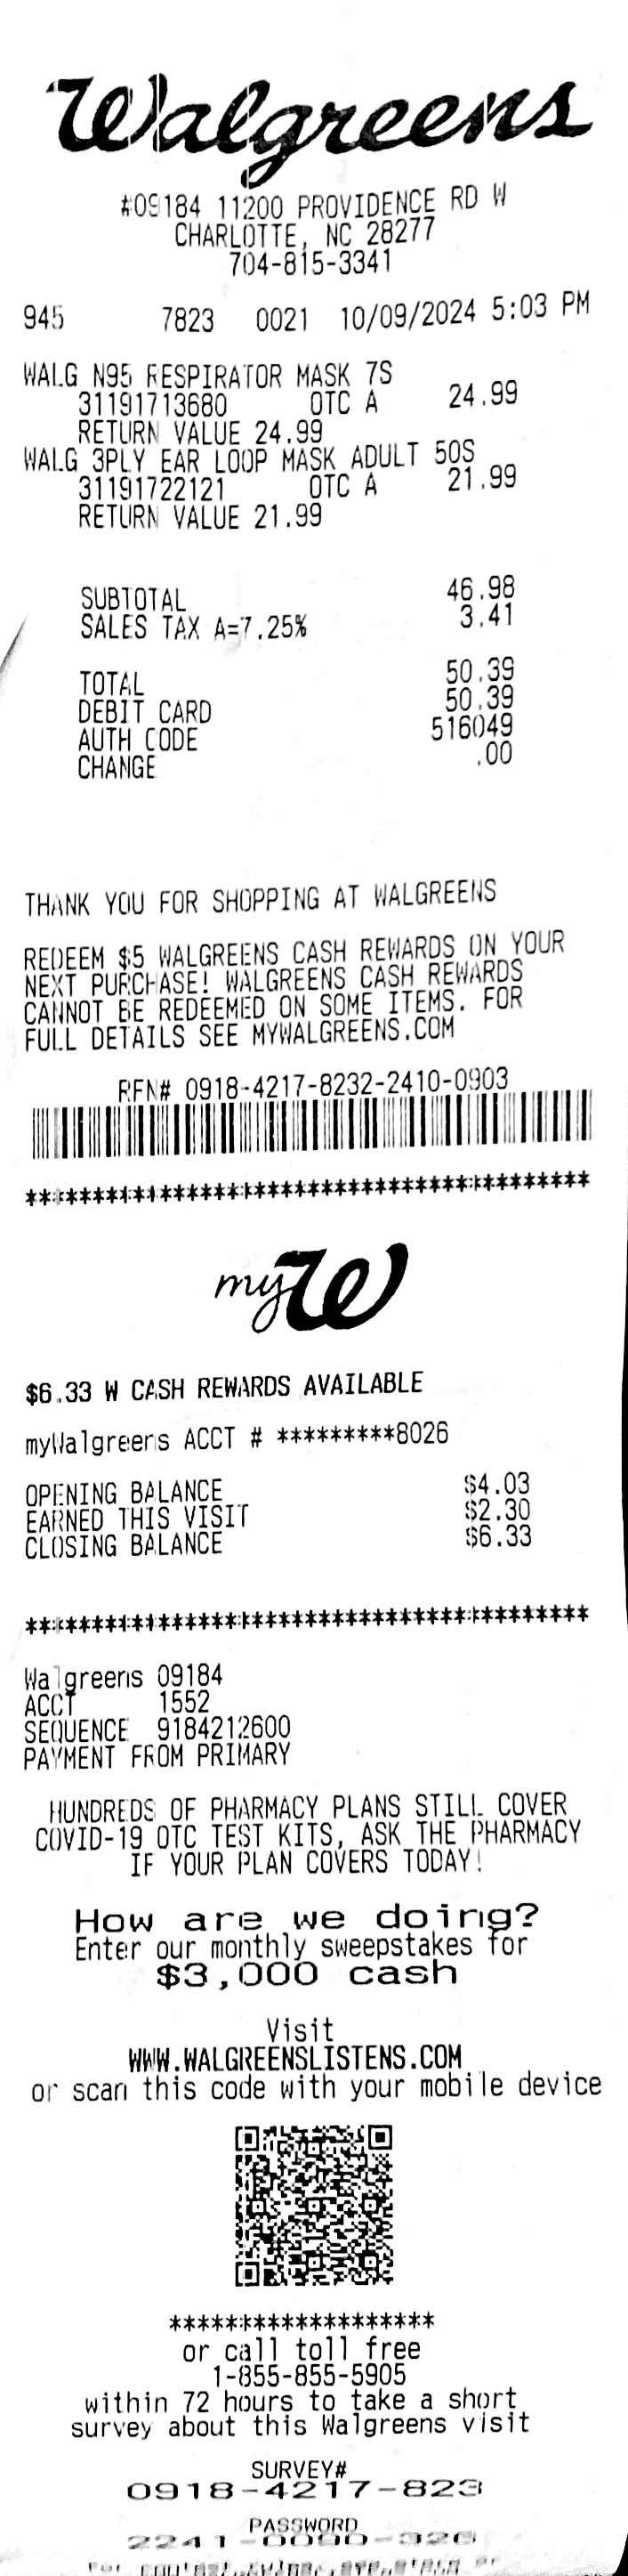 Walgreens
#09184 11200 PROVIDENCE RD W
CHARLOTTE, NC 28277
704-815-3341
945 7823 0021 10/09/2024 5:03 PM
WALG N95 RESPIRATOR MASK 7S
31191713680 OTC A 24.99
RETURN VALUE 24.99
WALG 3PLY EAR LOOP MASK ADULT 50S
31191722121 OTC A 21.99
RETURN VALUE 21.99
SUBTOTAL 46.98
SALES TAX A=7.25% 3.41
TOTAL 50.39
DEBIT CARD 50.39
AUTH CODE 516049
CHANGE .00
THANK YOU FOR SHOPPING AT WALGREENS
REDEEM $5 WALGREENS CASH REWARDS ON YOUR
NEXT PURCHASE! WALGREENS CASH REWARDS
CANNOT BE REDEEMED ON SOME ITEMS. FOR
FULL DETAILS SEE MYWALGREENS.COM
RFN# 0918-4217-8232-2410-0903
******************************************
myW
$6.33 W CASH REWARDS AVAILABLE
myWalgreens ACCT # *********8026
OPENING BALANCE $4.03
EARNED THIS VISIT $2.30
CLOSING BALANCE $6.33
******************************************
Walgreens 09184
ACCT 1552
SEQUENCE 9184212600
PAYMENT FROM PRIMARY
HUNDREDS OF PHARMACY PLANS STILL COVER
COVID-19 OTC TEST KITS, ASK THE PHARMACY
IF YOUR PLAN COVERS TODAY!
How are we doing?
Enter our monthly sweepstakes for
$3,000 cash
Visit
WWW.WALGREENSLISTENS.COM
or scan this code with your mobile device
*******************
or call toll free
1-855-855-5905
within 72 hours to take a short
survey about this Walgreens visit
SURVEY#
0918-4217-823
PASSWORD
2241-0090-326